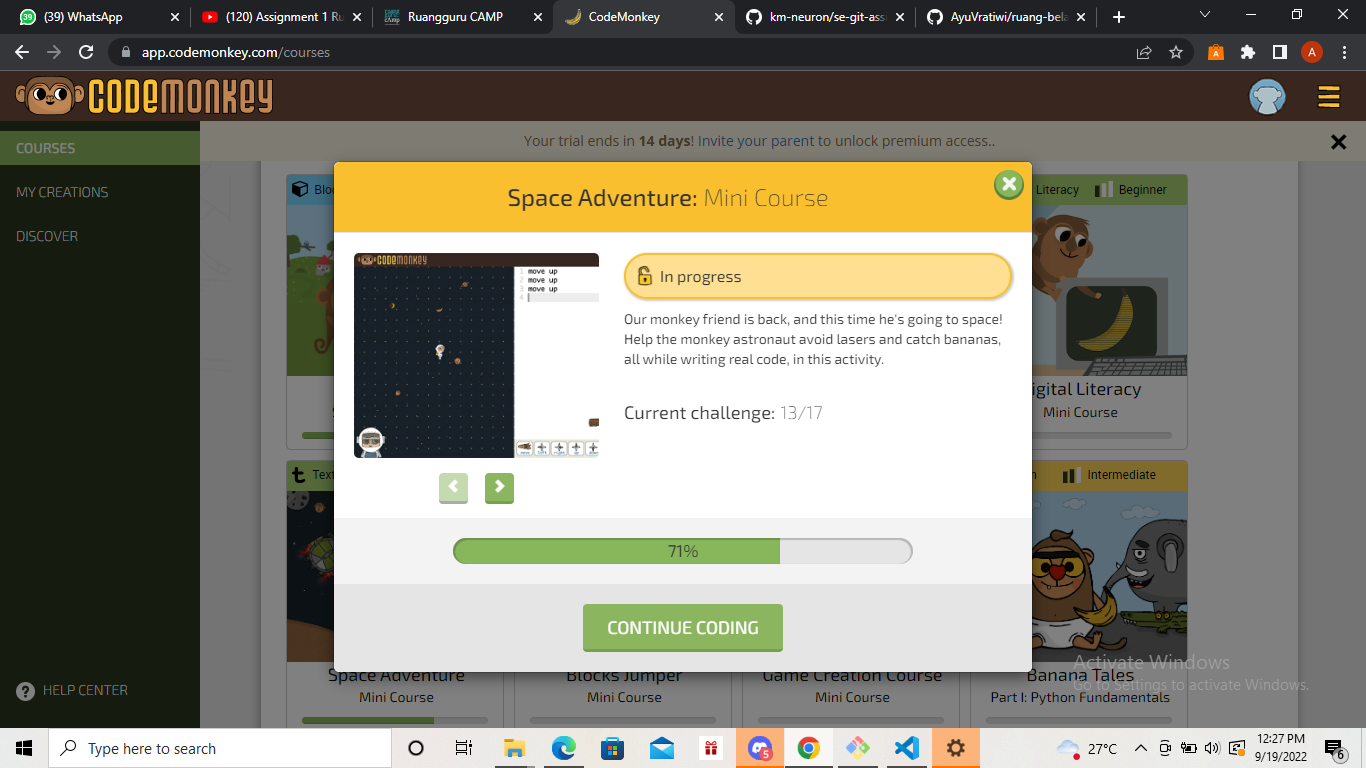 (39) WhatsApp
(120) Assignment 1 Ru
Ruangguru CAMP
CodeMonkey
km-neuron/se-git-assi
AyuVratiwi/ruang-bela
app.codemonkey.com/courses
A
CODEMONKEY
Your trial ends in 14 days! Invite your parent to unlock premium access..
COURSES
MY CREATIONS
DISCOVER
HELP CENTER
Literacy
Beginner
Space Adventure: Mini Course
CODEMONKEY
1 move up
2 move up
3 move up
4
In progress
Our monkey friend is back, and this time he's going to space!
Help the monkey astronaut avoid lasers and catch bananas,
all while writing real code, in this activity.
Current challenge: 13/17
71%
CONTINUE CODING
Mini Course
Intermediate
Space Adventure
Mini Course
Blocks Jumper
Mini Course
Game Creation Course
Mini Course
Banana Tales
Part I: Python Fundamentals
Activate Windows
Go to Settings to activate Windows.
Type here to search
5
27°C
12:27 PM
9/19/2022
6